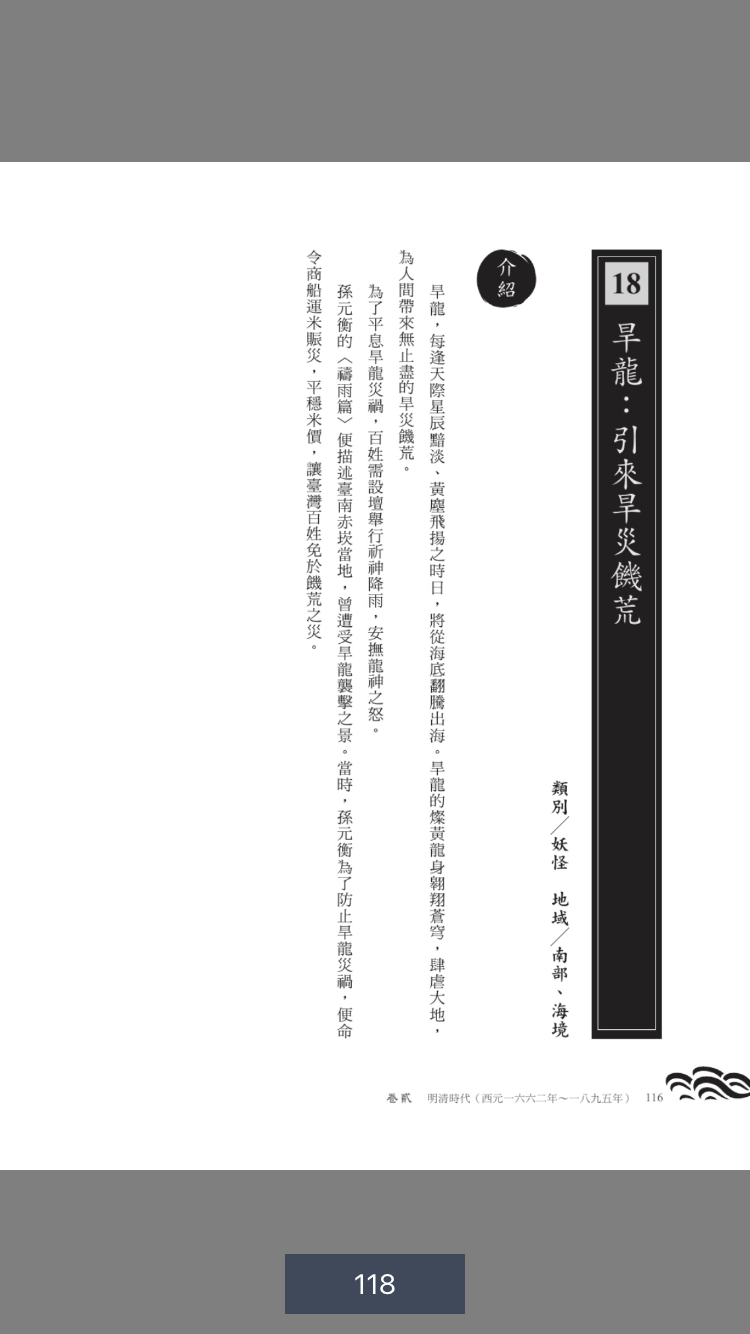 18
旱龍：引來旱災饑荒
類別／妖怪　地域／南部、海境
介紹
旱龍，每逢天際星辰黯淡、黃塵飛揚之時日，將從海底翻騰出海。旱龍的燦黃龍身翱翔蒼穹，肆虐大地，
為人間帶來無止盡的旱災饑荒。
為了平息旱龍災禍，百姓需設壇舉行祈神降雨，安撫龍神之怒。
孫元衡的〈禱雨篇〉便描述臺南赤崁當地，曾遭受旱龍襲擊之景。當時，孫元衡為了防止旱龍災禍，便命
令商船運米賑災，平穩米價，讓臺灣百姓免於饑荒之災。
卷貳　明清時代（西元一六六二年～一八九五年）　116
118